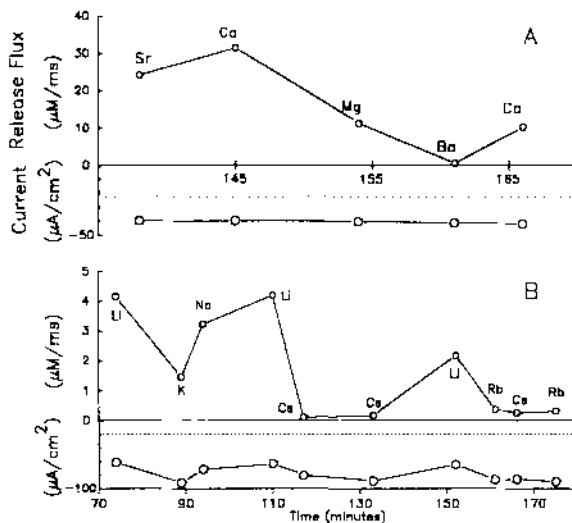 A
Release Flux
(μM/ms)
40
30
20
10
0
Sr
Ca
Mg
Ba
Ca
145
155
165
Current
(μA/cm²)
-50
B
(μM/ms)
5
4
3
2
1
0
Li
K
Na
Li
Cs
Cs
Li
Rb
Cs
Rb
(μA/cm²)
-100
70
90
110
130
150
170
Time (minutes)